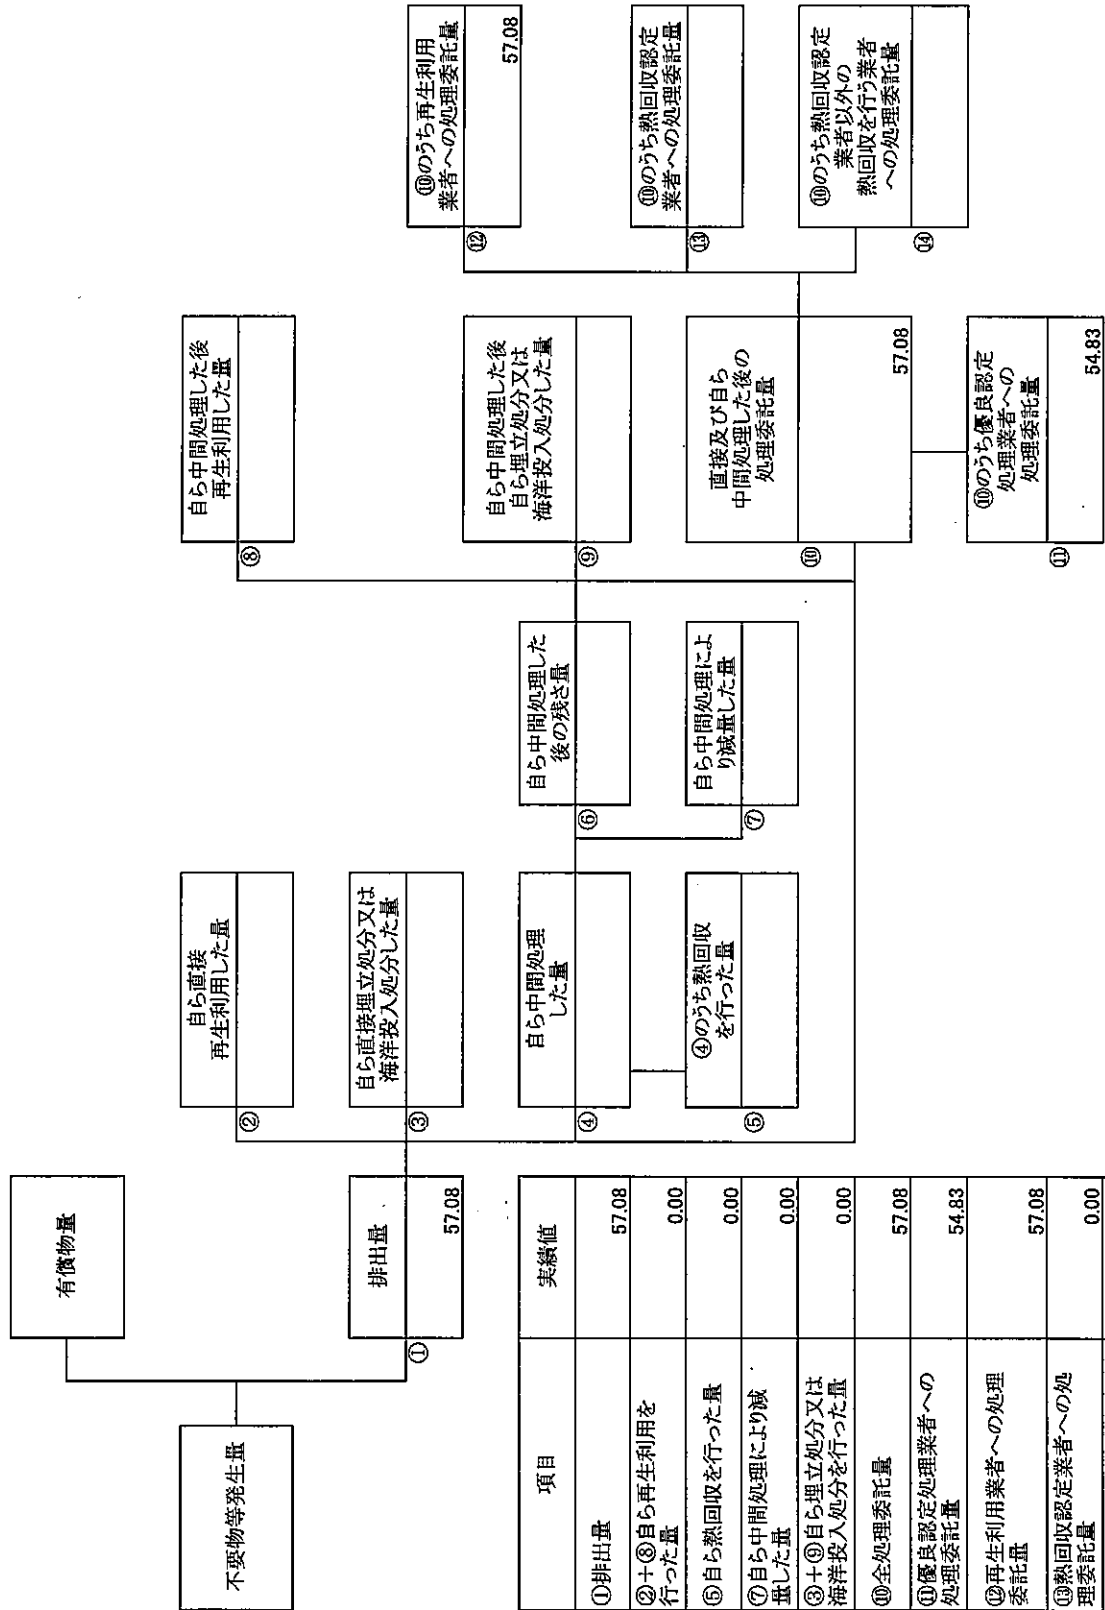 不要物等発生量
有償物量
排出量
①
57.08
自ら直接
再生利用した量
②
自ら直接埋立処分又は
海洋投入処分した量
③
自ら中間処理
した量
④
④のうち熱回収
を行った量
⑤
自ら中間処理した
後の残さ量
⑥
自ら中間処理によ
り減量した量
⑦
自ら中間処理した後
再生利用した量
⑧
自ら中間処理した後
自ら埋立処分又は
海洋投入処分した量
⑨
直接及び自ら
中間処理した後の
処理委託量
⑩
57.08
⑩のうち優良認定
処理業者への
処理委託量
⑪
54.83
⑩のうち再生利用
業者への処理委託量
⑫
57.08
⑩のうち熱回収認定
業者への処理委託量
⑬
⑩のうち熱回収認定
業者以外の
熱回収を行う業者
への処理委託量
⑭
項目 実績値
①排出量 57.08
②+⑧自ら再生利用を
行った量 0.00
⑤自ら熱回収を行った量 0.00
⑦自ら中間処理により減
量した量 0.00
③+⑨自ら埋立処分又は
海洋投入処分を行った量 0.00
⑩全処理委託量 57.08
⑪優良認定処理業者への
処理委託量 54.83
⑫再生利用業者への処理
委託量 57.08
⑬熱回収認定業者への処
理委託量 0.00